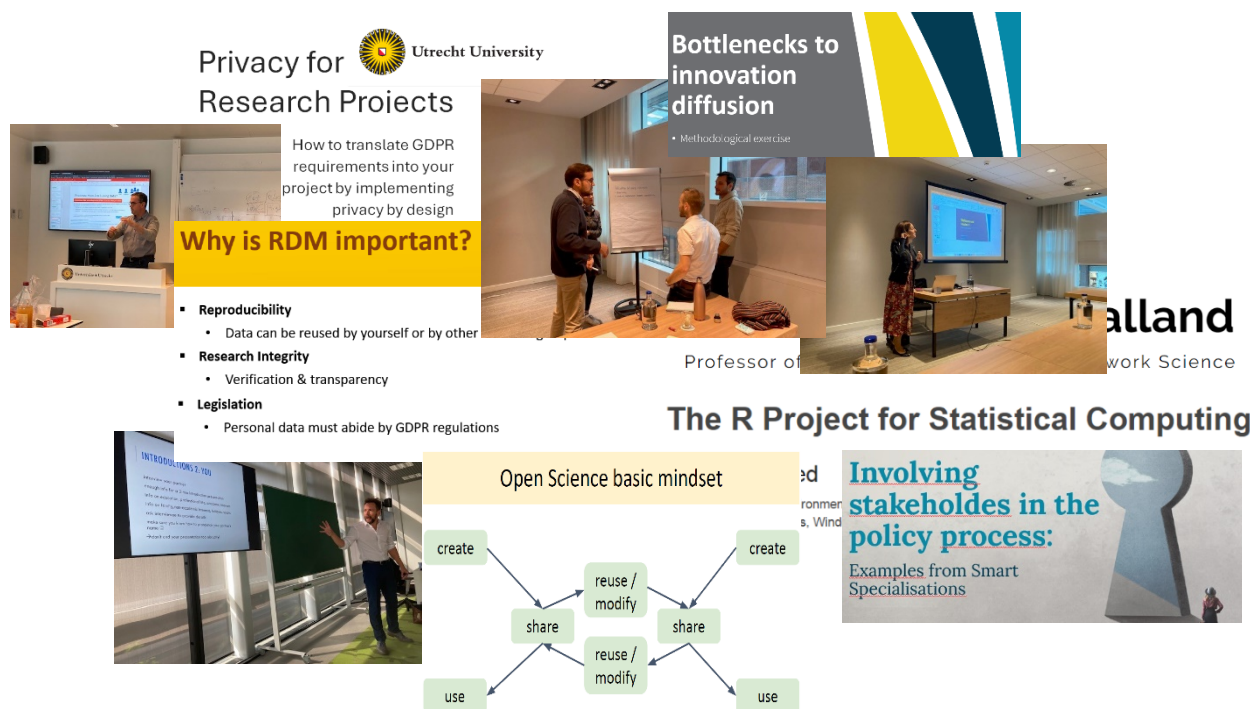 Privacy for
Research Projects
Utrecht University
How to translate GDPR
requirements into your
project by implementing
privacy by design
Bottlenecks to
innovation
diffusion
• Methodological exercise
Why is RDM important?
▪ Reproducibility
• Data can be reused by yourself or by other
▪ Research Integrity
• Verification & transparency
▪ Legislation
• Personal data must abide by GDPR regulations
alland
Professor of
work Science
The R Project for Statistical Computing
INTRODUCTIONS 2: YOU
Open Science basic mindset
create
create
reuse /
modify
share
share
reuse /
modify
use
use
Involving
stakeholdes in the
policy process:
Examples from Smart
Specialisations